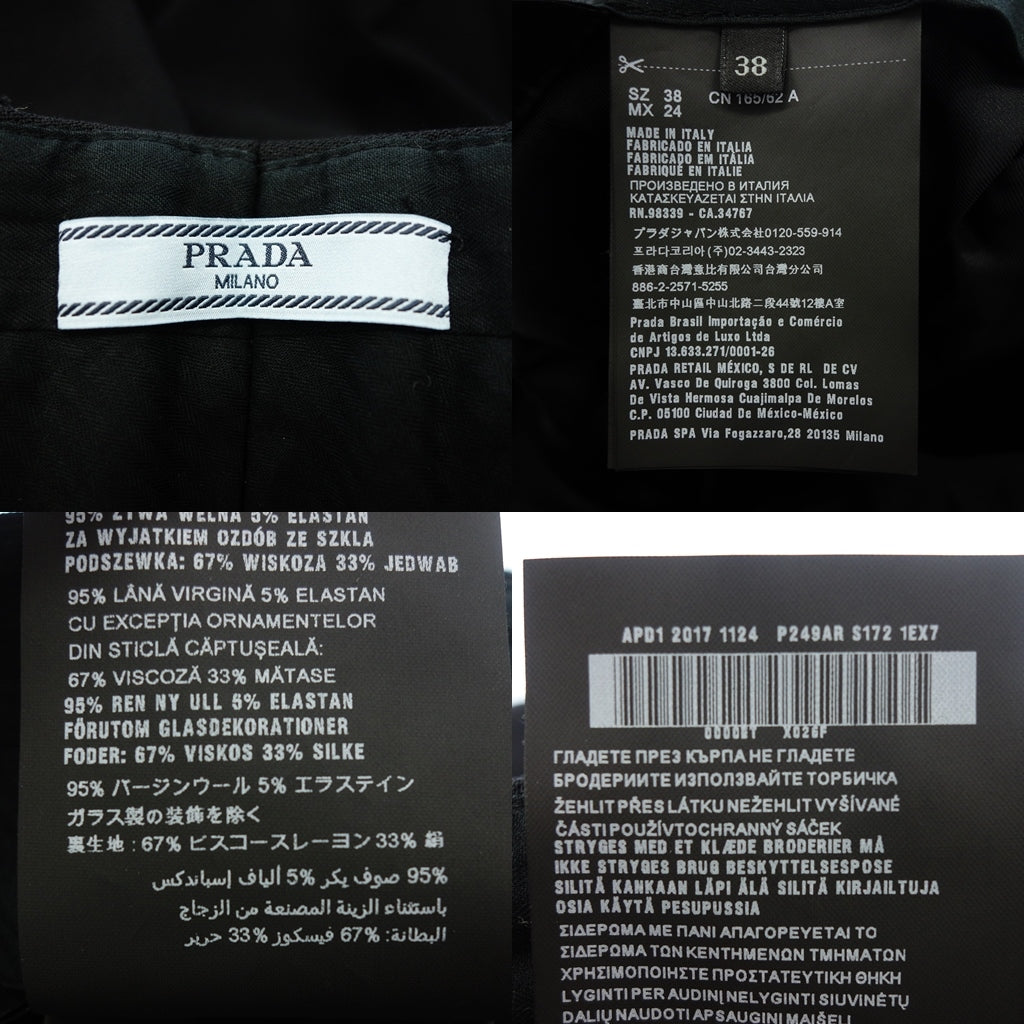 PRADA
MILANO
38
SZ 38 CN 165/62 A
MX 24
MADE IN ITALY
FABRICADO EN ITALIA
FABRICADO EM ITÁLIA
FABRIQUÉ EN ITALIE
ПРОИЗВЕДЕНО В ИТАЛИЯ
ΚΑΤΑΣΚΕΥΑΖΕΤΑΙ ΣΤΗΝ ΙΤΑΛΙΑ
RN.98339 - CA.34767
プラダジャパン株式会社0120-559-914
프라다코리아(주)02-3443-2323
香港商台灣意比有限公司台灣分公司
886-2-2571-5255
臺北市中山區中山北路二段44號12樓A室
Prada Brasil Importação e Comércio
de Artigos de Luxo Ltda
CNPJ 13.633.271/0001-26
PRADA RETAIL MÉXICO, S DE RL DE CV
AV. Vasco De Quiroga 3800 Col. Lomas
De Vista Hermosa Cuajimalpa De Morelos
C.P. 05100 Ciudad De México-México
PRADA SPA Via Fogazzaro,28 20135 Milano
95% ŻYWA WEŁNA 5% ELASTAN
ZA WYJATKIEM OZDÓB ZE SZKLA
PODSZEWKA: 67% WISKOZA 33% JEDWAB
95% LÂNĂ VIRGINĂ 5% ELASTAN
CU EXCEPŢIA ORNAMENTELOR
DIN STICLĂ CĂPTUŞEALĂ:
67% VISCOZĂ 33% MĂTASE
95% REN NY ULL 5% ELASTAN
FÖRUTOM GLASDEKORATIONER
FODER: 67% VISKOS 33% SILKE
95% バージンウール 5% エラステイン
ガラス製の装飾を除く
裏生地 : 67% ビスコースレーヨン 33% 絹
95% صوف بكر 5% ألياف إسباندكس
باستثناء الزينة المصنعة من الزجاج
البطانة: 67% فيسكوز 33% حرير
APD1 2017 1124 P249AR S172 1EX7
00008T X026F
ГЛАДЕТЕ ПРЕЗ КЪРПА НЕ ГЛАДЕТЕ
БРОДЕРИИТЕ ИЗПОЛЗВАЙТЕ ТОРБИЧКА
ŽEHLIT PŘES LÁTKU NEŽEHLIT VYŠÍVANÉ
ČÁSTI POUŽÍVTOCHRANNÝ SÁČEK
STRYGES MED ET KLÆDE BRODERIER MÅ
IKKE STRYGES BRUG BESKYTTELSESPOSE
SILITÄ KANKAAN LÄPI ÄLÄ SILITÄ KIRJAILTUJA
OSIA KÄYTÄ PESUPUSSIA
ΣΙΔΕΡΩΜΑ ΜΕ ΠΑΝΙ ΑΠΑΓΟΡΕΥΕΤΑΙ ΤΟ
ΣΙΔΕΡΩΜΑ ΤΩΝ ΚΕΝΤΗΜΕΝΩΝ ΤΜΗΜΑΤΩΝ
ΧΡΗΣΙΜΟΠΟΙΗΣΤΕ ΠΡΟΣΤΑΤΕΥΤΙΚΗ ΘΗΚΗ
LYGINTI PER AUDINĮ NELYGINTI SIUVINĖTŲ
DALIŲ NAUDOTI APSAUGINĮ MAIŠELĮ